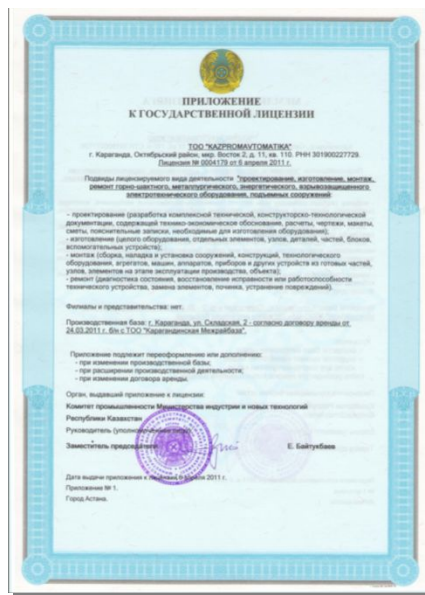 ПРИЛОЖЕНИЕ
К ГОСУДАРСТВЕННОЙ ЛИЦЕНЗИИ
ТОО "KAZPROMAVTOMATIKA"
г. Караганда, Октябрьский район, мкр. Восток 2, д. 11, кв. 110. РНН 301900227729.
Лицензия № 0004179 от 6 апреля 2011 г.
Подвиды лицензируемого вида деятельности "проектирование, изготовление, монтаж,
ремонт горно-шахтного, металлургического, энергетического, взрывозащищенного
электротехнического оборудования, подъемных сооружений:
- проектирование (разработка комплексной технической, конструкторско-технологической
документации, содержащей технико-экономическое обоснование, расчеты, чертежи, макеты,
сметы, пояснительные записки, необходимые для изготовления оборудования);
- изготовление (целого оборудования, отдельных элементов, узлов, деталей, частей, блоков,
вспомогательных устройств);
- монтаж (сборка, наладка и установка сооружений, конструкций, технологического
оборудования, агрегатов, машин, аппаратов, приборов и других устройств из готовых частей,
узлов, элементов на этапе эксплуатации производства, объекта);
- ремонт (диагностика состояния, восстановление исправности или работоспособности
технического устройства, замена элементов, починка, устранение повреждений).
Филиалы и представительства: нет.
Производственная база: г. Караганда, ул. Складская, 2 - согласно договору аренды от
24.03.2011 г. б/н с ТОО "Карагандинская Межрайбаза".
Приложение подлежит переоформлению или дополнению:
- при изменении производственной базы;
- при расширении производственной деятельности;
- при изменении договора аренды.
Орган, выдавший приложение к лицензии:
Комитет промышленности Министерства индустрии и новых технологий
Республики Казахстан
Руководитель (уполномоченное лицо)
Заместитель председателя Е. Байтукбаев
Дата выдачи приложения к лицензии 6 апреля 2011 г.
Приложение № 1.
Город Астана.